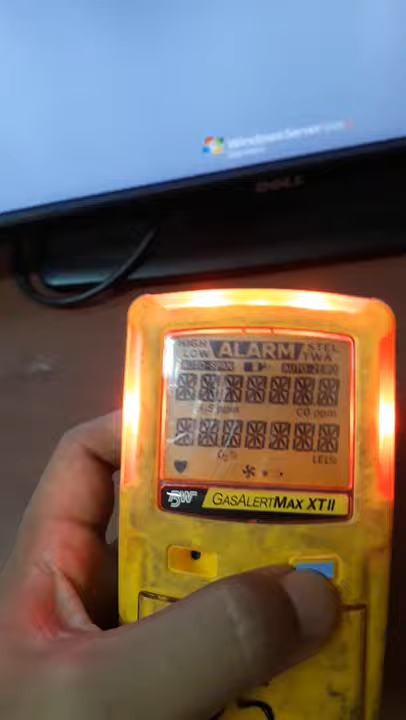 Windows Server
DELL
HIGH ALARM STEL
LOW TWA
AUTO-SPAN AUTO-ZERO
H2S ppm CO ppm
O2% LEL%
BW GASALERTMAX XT II